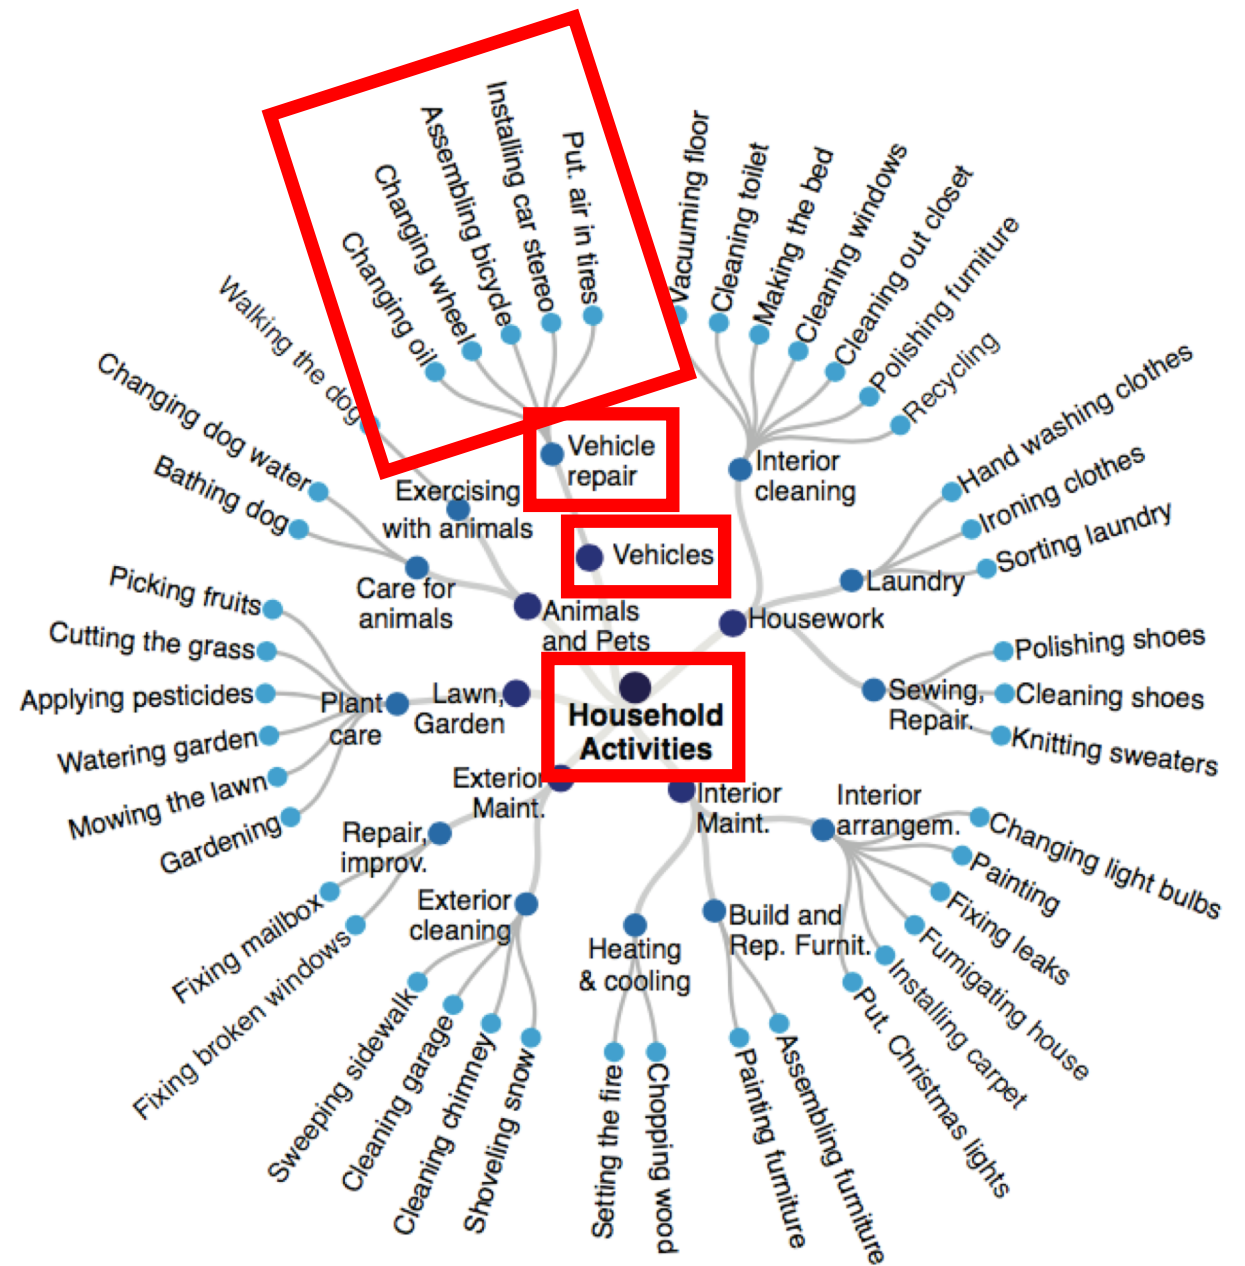 Put. air in tires
Installing car stereo
Assembling bicycle
Changing wheel
Changing oil
Vehicle
repair
Vehicles
Household
Activities
Vacuuming floor
Cleaning toilet
Making the bed
Cleaning windows
Cleaning out closet
Polishing furniture
Recycling
Interior
cleaning
Hand washing clothes
Ironing clothes
Sorting laundry
Laundry
Housework
Polishing shoes
Cleaning shoes
Knitting sweaters
Sewing,
Repair.
Interior
arrangem.
Changing light bulbs
Painting
Fixing leaks
Fumigating house
Installing carpet
Put. Christmas lights
Interior
Maint.
Build and
Rep. Furnit.
Assembling furniture
Painting furniture
Heating
& cooling
Chopping wood
Setting the fire
Exterior
Maint.
Exterior
cleaning
Shoveling snow
Cleaning chimney
Cleaning garage
Sweeping sidewalk
Repair,
improv.
Fixing broken windows
Fixing mailbox
Lawn,
Garden
Plant
care
Gardening
Mowing the lawn
Watering garden
Applying pesticides
Cutting the grass
Picking fruits
Animals
and Pets
Care for
animals
Bathing dog
Changing dog water
Exercising
with animals
Walking the dog